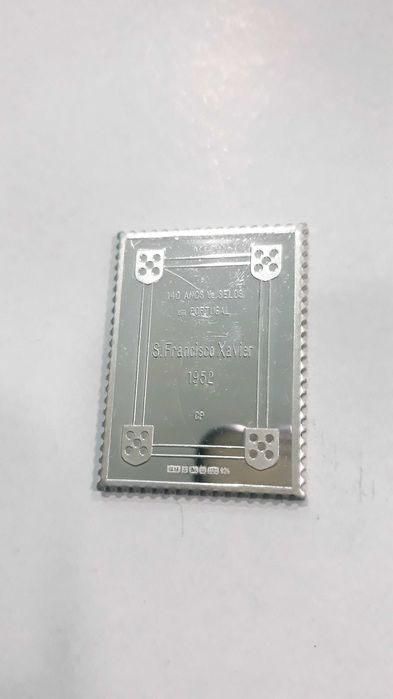 140 ANOS de SELOS
em PORTUGAL
S. Francisco Xavier
1952
CP